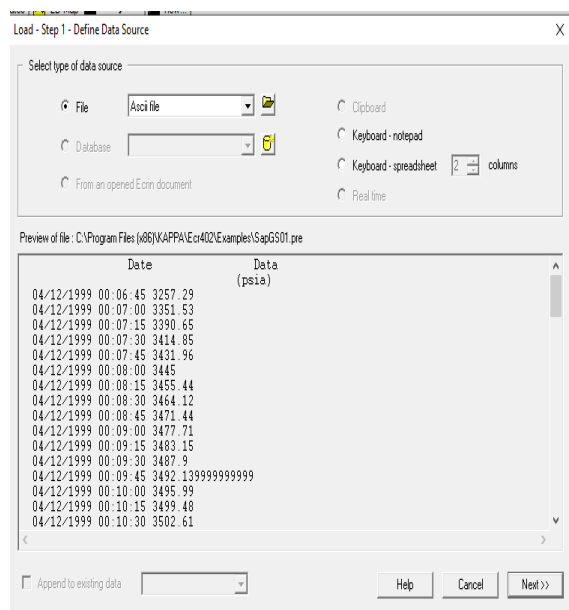 Load - Step 1 - Define Data Source
X
Select type of data source
File
Ascii file
Database
From an opened Ecrin document
Clipboard
Keyboard - notepad
Keyboard - spreadsheet 2 columns
Real time
Preview of file : C:\Program Files (x86)\KAPPA\Ecr402\Examples\SapGS01.pre
Date Data
(psia)
04/12/1999 00:06:45 3257.29
04/12/1999 00:07:00 3351.53
04/12/1999 00:07:15 3390.65
04/12/1999 00:07:30 3414.85
04/12/1999 00:07:45 3431.96
04/12/1999 00:08:00 3445
04/12/1999 00:08:15 3455.44
04/12/1999 00:08:30 3464.12
04/12/1999 00:08:45 3471.44
04/12/1999 00:09:00 3477.71
04/12/1999 00:09:15 3483.15
04/12/1999 00:09:30 3487.9
04/12/1999 00:09:45 3492.139999999999
04/12/1999 00:10:00 3495.99
04/12/1999 00:10:15 3499.48
04/12/1999 00:10:30 3502.61
Append to existing data
Help
Cancel
Next>>